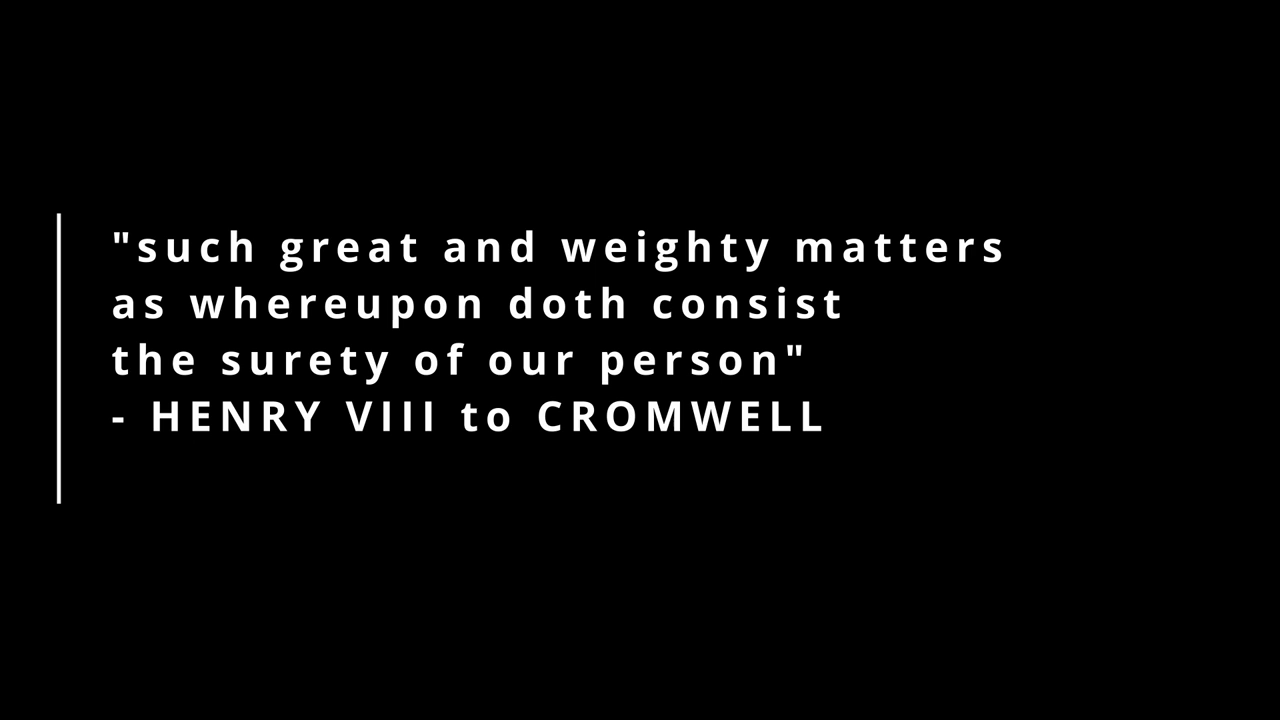 "such great and weighty matters
as whereupon doth consist
the surety of our person"
- HENRY VIII to CROMWELL